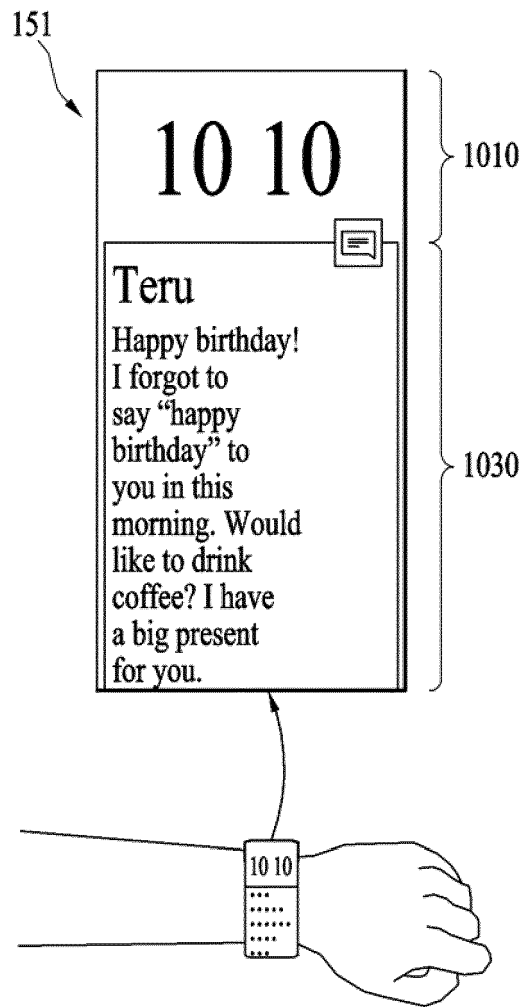 151
10 10
1010
Teru
Happy birthday!
I forgot to
say “happy
birthday” to
you in this
morning. Would
like to drink
coffee? I have
a big present
for you.
1030
10 10